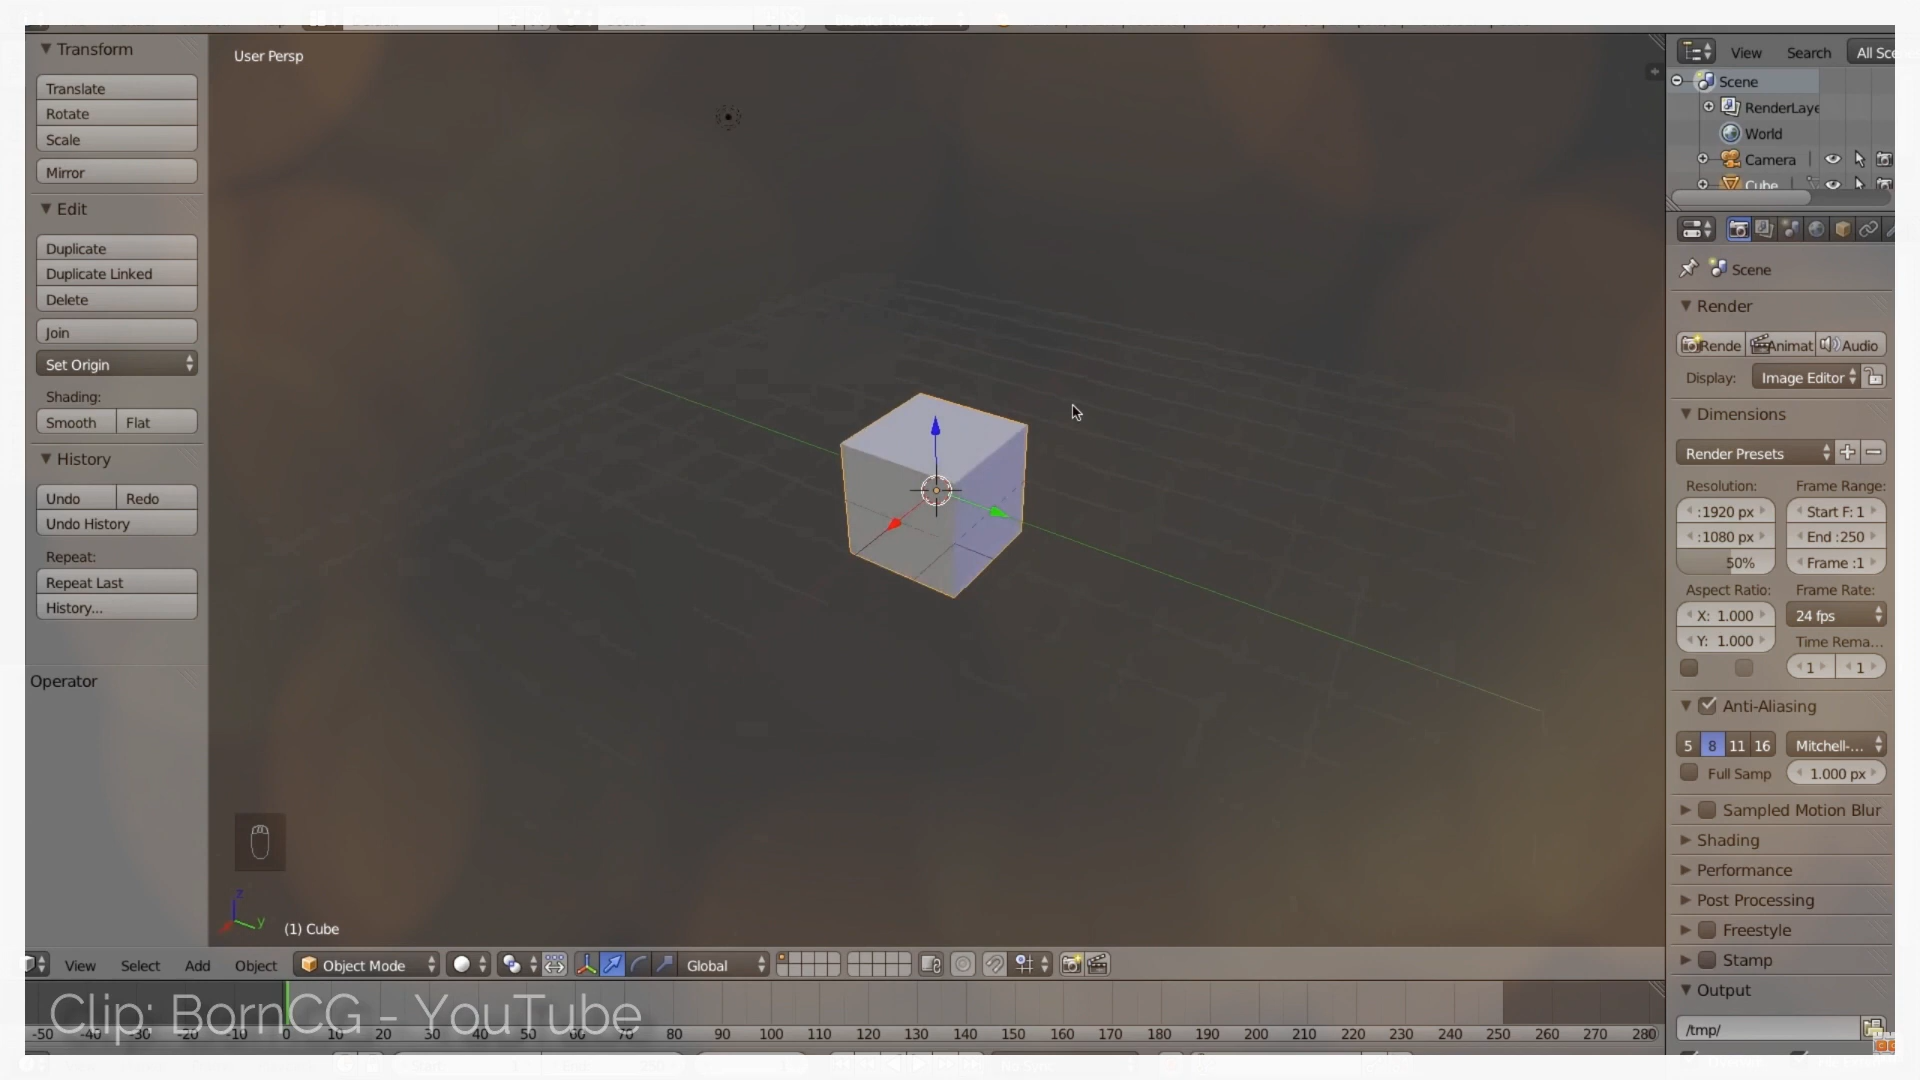 Transform
Translate
Rotate
Scale
Mirror
Edit
Duplicate
Duplicate Linked
Delete
Join
Set Origin
Shading:
Smooth Flat
History
Undo Redo
Undo History
Repeat:
Repeat Last
History...
Operator
User Persp
z
y
(1) Cube
View Select Add Object Object Mode Global
Clip: BornCG - YouTube
-50 -40 -30 -20 -10 0 10 20 30 40 50 60 70 80 90 100 110 120 130 140 150 160 170 180 190 200 210 220 230 240 250 260 270 280
View Search All Sce
Scene
RenderLaye
World
Camera
Cube
Scene
Render
Rende Animat Audio
Display: Image Editor
Dimensions
Render Presets
Resolution: Frame Range:
:1920 px Start F: 1
:1080 px End :250
50% Frame :1
Aspect Ratio: Frame Rate:
X: 1.000 24 fps
Y: 1.000 Time Rema...
1 1
Anti-Aliasing
5 8 11 16 Mitchell-...
Full Samp 1.000 px
Sampled Motion Blur
Shading
Performance
Post Processing
Freestyle
Stamp
Output
/tmp/